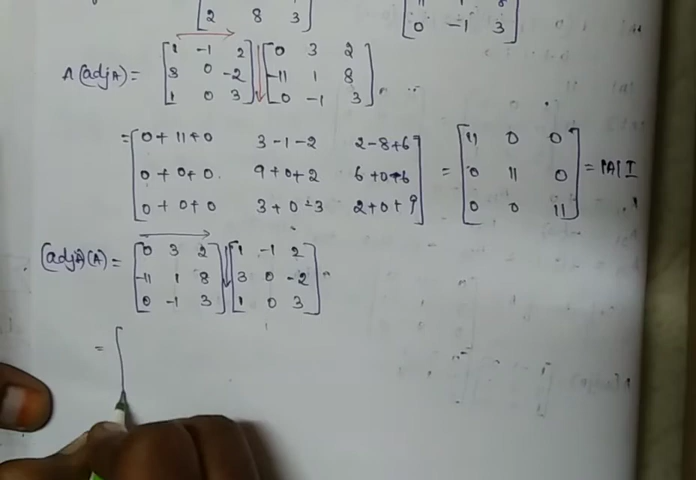 2 8 3 0 -1 3
A(adjA) = [1 -1 2 [0 3 2
3 0 -2 -11 1 8
1 0 3] 0 -1 3]
= [0+11+0 3-1-2 2-8+6 = [11 0 0
0+0+0 9+0+2 6+0-6 0 11 0 = |A| I
0+0+0 3+0-3 2+0+9] 0 0 11]
(adjA)(A) = [0 3 2 [1 -1 2
-11 1 8 3 0 -2
0 -1 3] 1 0 3]
= [